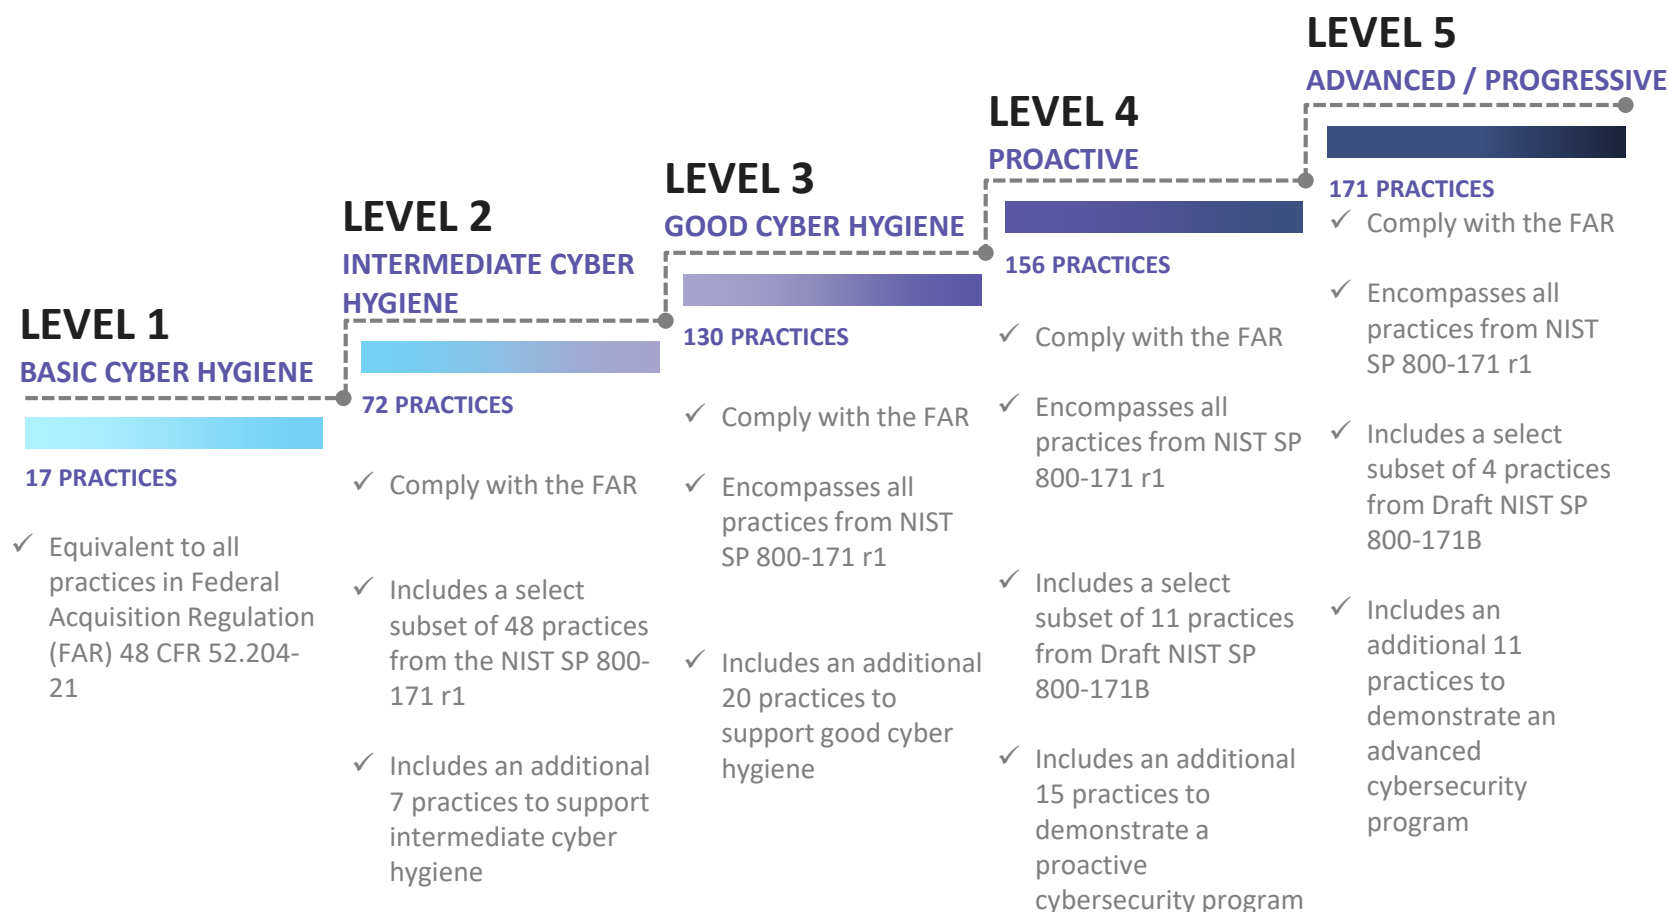 LEVEL 1
BASIC CYBER HYGIENE
17 PRACTICES
✓ Equivalent to all
practices in Federal
Acquisition Regulation
(FAR) 48 CFR 52.204-
21
LEVEL 2
INTERMEDIATE CYBER
HYGIENE
72 PRACTICES
✓ Comply with the FAR
✓ Includes a select
subset of 48 practices
from the NIST SP 800-
171 r1
✓ Includes an additional
7 practices to support
intermediate cyber
hygiene
LEVEL 3
GOOD CYBER HYGIENE
130 PRACTICES
✓ Comply with the FAR
✓ Encompasses all
practices from NIST
SP 800-171 r1
✓ Includes an additional
20 practices to
support good cyber
hygiene
LEVEL 4
PROACTIVE
156 PRACTICES
✓ Comply with the FAR
✓ Encompasses all
practices from NIST SP
800-171 r1
✓ Includes a select
subset of 11 practices
from Draft NIST SP
800-171B
✓ Includes an additional
15 practices to
demonstrate a
proactive
cybersecurity program
LEVEL 5
ADVANCED / PROGRESSIVE
171 PRACTICES
✓ Comply with the FAR
✓ Encompasses all
practices from NIST
SP 800-171 r1
✓ Includes a select
subset of 4 practices
from Draft NIST SP
800-171B
✓ Includes an
additional 11
practices to
demonstrate an
advanced
cybersecurity
program